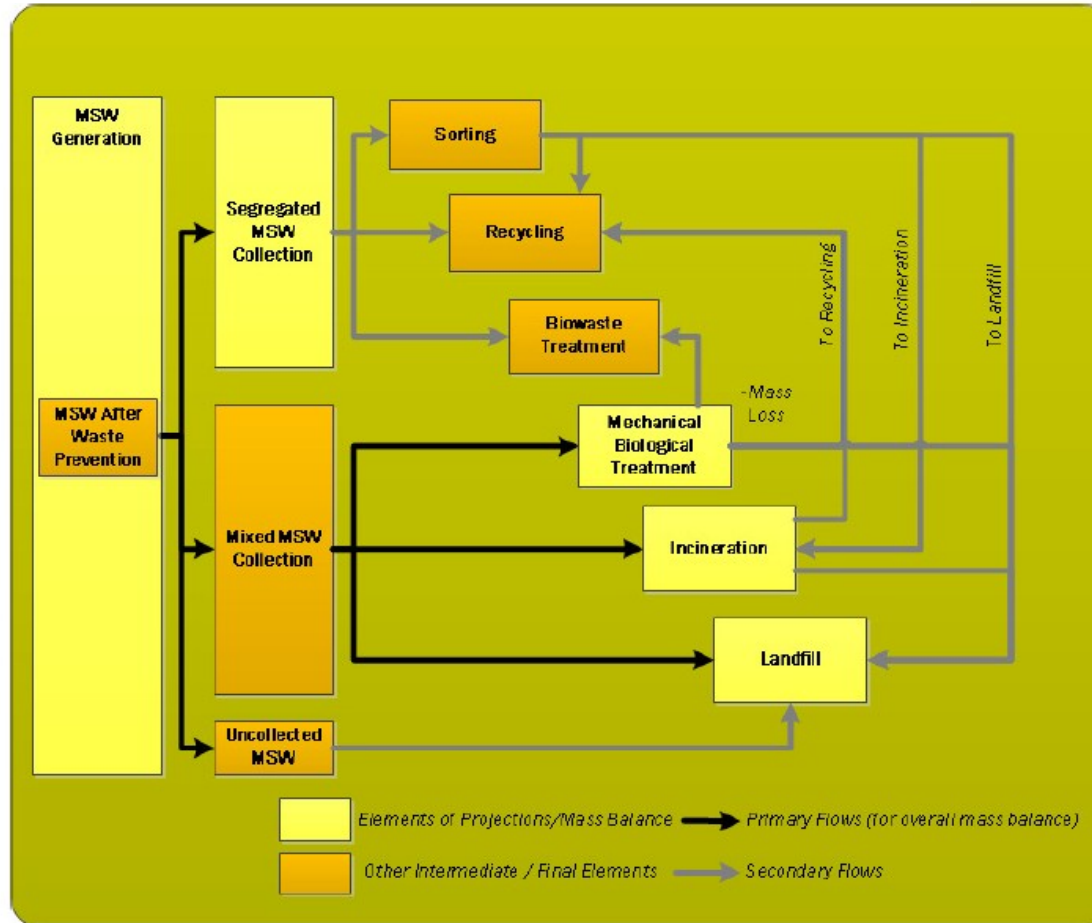 MSW
Generation
MSW After
Waste
Prevention
Segregated
MSW
Collection
Mixed MSW
Collection
Uncollected
MSW
Sorting
Recycling
Biowaste
Treatment
Mechanical
Biological
Treatment
-Mass
Loss
Incineration
Landfill
To Recycling
To Incineration
To Landfill
Elements of Projections/Mass Balance
Primary Flows (for overall mass balance)
Other Intermediate / Final Elements
Secondary Flows